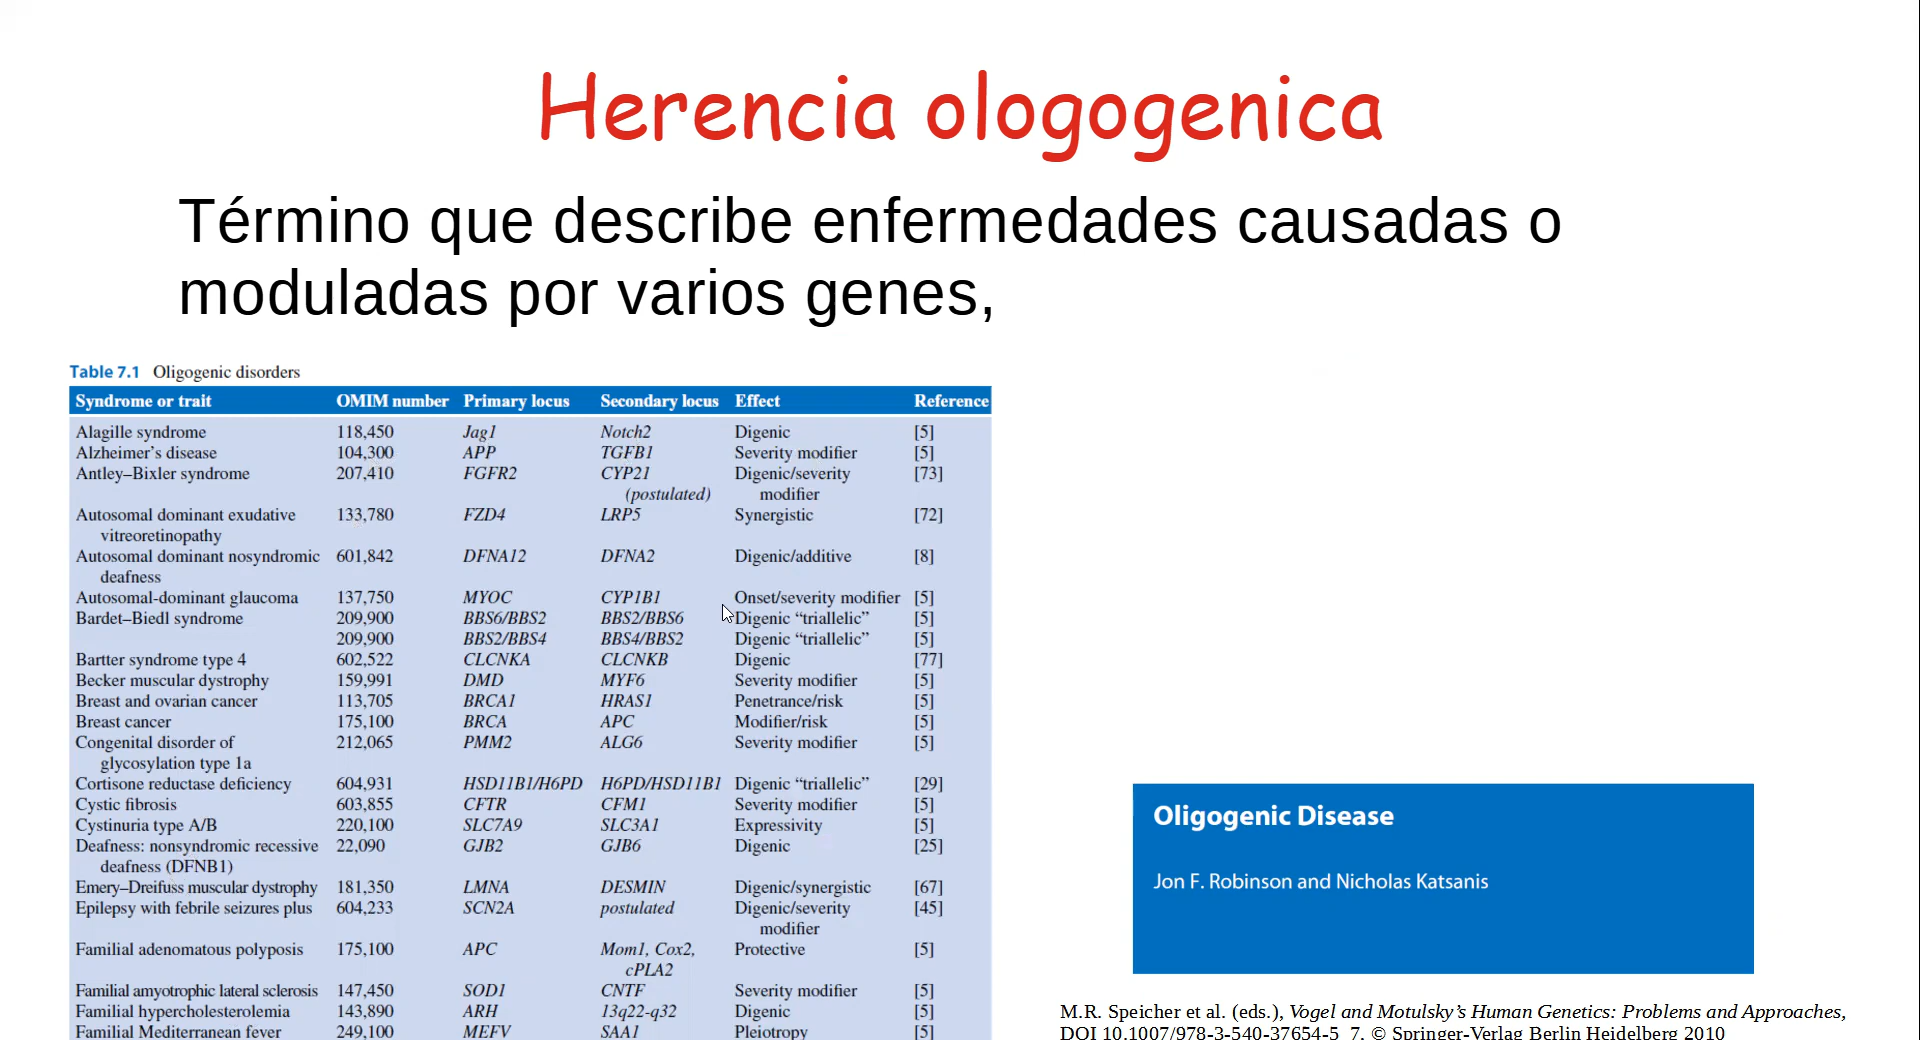 Herencia ologogenica
Término que describe enfermedades causadas o
moduladas por varios genes,
Table 7.1 Oligogenic disorders
Syndrome or trait OMIM number Primary locus Secondary locus Effect Reference
Alagille syndrome 118,450 Jag1 Notch2 Digenic [5]
Alzheimer's disease 104,300 APP TGFB1 Severity modifier [5]
Antley–Bixler syndrome 207,410 FGFR2 CYP21 Digenic/severity [73]
(postulated) modifier
Autosomal dominant exudative 133,780 FZD4 LRP5 Synergistic [72]
vitreoretinopathy
Autosomal dominant nosyndromic 601,842 DFNA12 DFNA2 Digenic/additive [8]
deafness
Autosomal-dominant glaucoma 137,750 MYOC CYP1B1 Onset/severity modifier [5]
Bardet–Biedl syndrome 209,900 BBS6/BBS2 BBS2/BBS6 Digenic “triallelic” [5]
209,900 BBS2/BBS4 BBS4/BBS2 Digenic “triallelic” [5]
Bartter syndrome type 4 602,522 CLCNKA CLCNKB Digenic [77]
Becker muscular dystrophy 159,991 DMD MYF6 Severity modifier [5]
Breast and ovarian cancer 113,705 BRCA1 HRAS1 Penetrance/risk [5]
Breast cancer 175,100 BRCA APC Modifier/risk [5]
Congenital disorder of 212,065 PMM2 ALG6 Severity modifier [5]
glycosylation type 1a
Cortisone reductase deficiency 604,931 HSD11B1/H6PD H6PD/HSD11B1 Digenic “triallelic” [29]
Cystic fibrosis 603,855 CFTR CFM1 Severity modifier [5]
Cystinuria type A/B 220,100 SLC7A9 SLC3A1 Expressivity [5]
Deafness: nonsyndromic recessive 22,090 GJB2 GJB6 Digenic [25]
deafness (DFNB1)
Emery–Dreifuss muscular dystrophy 181,350 LMNA DESMIN Digenic/synergistic [67]
Epilepsy with febrile seizures plus 604,233 SCN2A postulated Digenic/severity [45]
modifier
Familial adenomatous polyposis 175,100 APC Mom1, Cox2, Protective [5]
cPLA2
Familial amyotrophic lateral sclerosis 147,450 SOD1 CNTF Severity modifier [5]
Familial hypercholesterolemia 143,890 ARH 13q22-q32 Digenic [5]
Familial Mediterranean fever 249,100 MEFV SAA1 Pleiotropy [5]
Oligogenic Disease
Jon F. Robinson and Nicholas Katsanis
M.R. Speicher et al. (eds.), Vogel and Motulsky's Human Genetics: Problems and Approaches,
DOI 10.1007/978-3-540-37654-5_7, © Springer-Verlag Berlin Heidelberg 2010